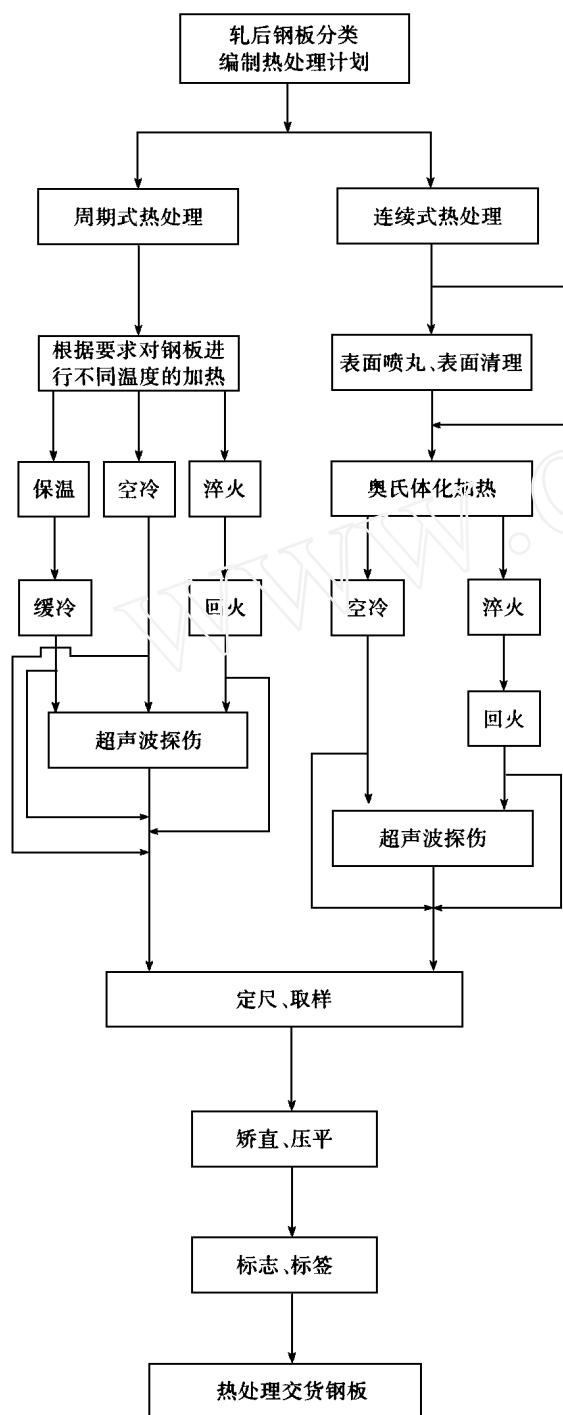 轧后钢板分类
编制热处理计划
周期式热处理
连续式热处理
根据要求对钢板进
行不同温度的加热
表面喷丸、表面清理
保温
空冷
淬火
奥氏体化加热
缓冷
回火
空冷
淬火
回火
超声波探伤
超声波探伤
定尺、取样
矫直、压平
标志、标签
热处理交货钢板
www.